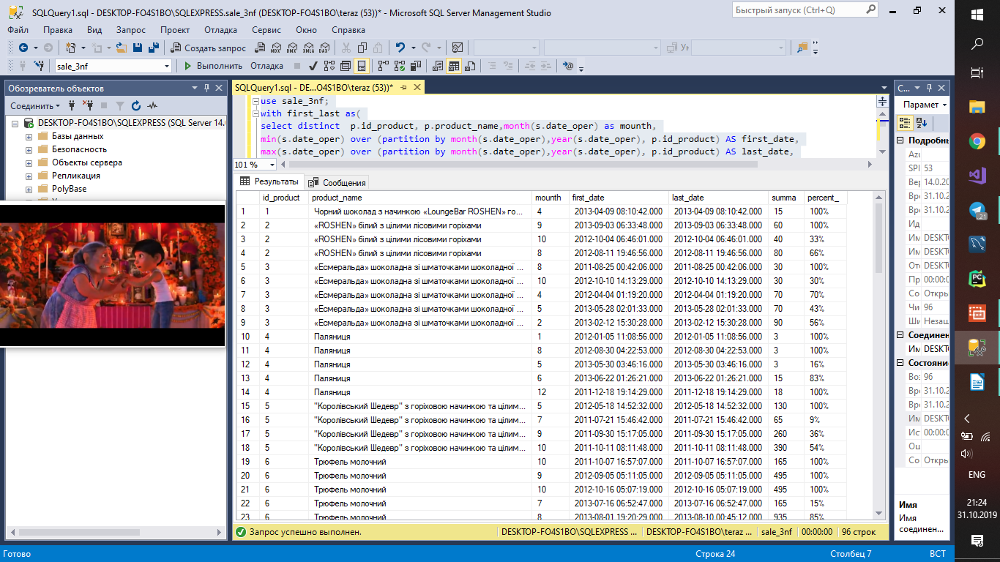 SQLQuery1.sql - DESKTOP-FO4S1BO\SQLEXPRESS.sale_3nf (DESKTOP-FO4S1BO\teraz (53))* - Microsoft SQL Server Management Studio
Быстрый запуск (Ctrl+Q)
Файл Правка Вид Запрос Проект Отладка Сервис Окно Справка
Создать запрос MDX DMX XMLA DAX
sale_3nf Выполнить Отладка
Обозреватель объектов
Соединить
DESKTOP-FO4S1BO\SQLEXPRESS (SQL Server 14.0
Базы данных
Безопасность
Объекты сервера
Репликация
PolyBase
SQLQuery1.sql - DE...O4S1BO\teraz (53))*
use sale_3nf;
with first_last as(
select distinct p.id_product, p.product_name,month(s.date_oper) as mounth,
min(s.date_oper) over (partition by month(s.date_oper),year(s.date_oper), p.id_product) AS first_date,
max(s.date_oper) over (partition by month(s.date_oper),year(s.date_oper), p.id_product) AS last_date,
101 %
Результаты Сообщения
id_product product_name mounth first_date last_date summa percent_
1 1 Чорний шоколад з начинкою «LoungeBar ROSHEN» го... 4 2013-04-09 08:10:42.000 2013-04-09 08:10:42.000 15 100%
2 2 «ROSHEN» білий з цілими лісовими горіхами 9 2013-09-03 06:33:48.000 2013-09-03 06:33:48.000 60 100%
3 2 «ROSHEN» білий з цілими лісовими горіхами 10 2012-10-04 06:46:01.000 2012-10-04 06:46:01.000 40 33%
4 2 «ROSHEN» білий з цілими лісовими горіхами 8 2012-08-11 19:46:56.000 2012-08-11 19:46:56.000 80 66%
5 3 «Есмеральда» шоколадна зі шматочками шоколадної ... 8 2011-08-25 00:42:06.000 2011-08-25 00:42:06.000 30 100%
6 3 «Есмеральда» шоколадна зі шматочками шоколадної ... 10 2012-10-10 14:13:29.000 2012-10-10 14:13:29.000 30 30%
7 3 «Есмеральда» шоколадна зі шматочками шоколадної ... 4 2012-04-04 01:19:20.000 2012-04-04 01:19:20.000 70 70%
8 3 «Есмеральда» шоколадна зі шматочками шоколадної ... 5 2013-05-28 02:01:33.000 2013-05-28 02:01:33.000 70 43%
9 3 «Есмеральда» шоколадна зі шматочками шоколадної ... 2 2013-02-12 15:30:28.000 2013-02-12 15:30:28.000 90 56%
10 4 Паляниця 1 2012-01-05 11:08:56.000 2012-01-05 11:08:56.000 3 100%
11 4 Паляниця 8 2012-08-30 04:22:53.000 2012-08-30 04:22:53.000 3 100%
12 4 Паляниця 5 2013-05-30 03:46:16.000 2013-05-30 03:46:16.000 3 16%
13 4 Паляниця 6 2013-06-22 01:26:21.000 2013-06-22 01:26:21.000 15 83%
14 4 Паляниця 12 2011-12-18 19:14:29.000 2011-12-18 19:14:29.000 18 100%
15 5 "Королівський Шедевр" з горіховою начинкою та цілим... 5 2012-05-18 14:52:32.000 2012-05-18 14:52:32.000 130 100%
16 5 "Королівський Шедевр" з горіховою начинкою та цілим... 7 2011-07-21 15:46:42.000 2011-07-21 15:46:42.000 65 9%
17 5 "Королівський Шедевр" з горіховою начинкою та цілим... 9 2011-09-30 15:17:05.000 2011-09-30 15:17:05.000 260 36%
18 5 "Королівський Шедевр" з горіховою начинкою та цілим... 10 2011-10-11 08:11:48.000 2011-10-11 08:11:48.000 390 54%
19 6 Трюфель молочний 10 2011-10-07 16:57:07.000 2011-10-07 16:57:07.000 165 100%
20 6 Трюфель молочний 9 2012-09-05 05:11:05.000 2012-09-05 05:11:05.000 495 100%
21 6 Трюфель молочний 10 2012-10-16 05:07:19.000 2012-10-16 05:07:19.000 495 100%
22 6 Трюфель молочний 7 2013-07-16 06:52:47.000 2013-07-16 06:52:47.000 165 15%
23 6 Трюфель молочний 8 2013-08-01 19:20:29.000 2013-08-10 00:45:12.000 935 85%
Запрос успешно выполнен. DESKTOP-FO4S1BO\SQLEXPRESS ... DESKTOP-FO4S1BO\teraz ... sale_3nf 00:00:00 96 строк
С...
Парамет
Подробны
Azu
SPI 53
Вер 14.0.20
Вре 31.10.2
Вре 31.10.2
Ид
Им DESKT
Им DESKT
Отс DESKT
Пр 00:00:0
Со Откры
Чис 96
Ши Незащ
Соединен
Им DESKT
Состояние
Во 96
Вре 31.10.2
Вре 31.10.2
Им DESKT
Ист 00:00:0
Ош
Со Откры
Имя
Имя
соединен...
Готово Строка 24 Столбец 7 ВСТ
.21
PC
ENG
21:24
31.10.2019